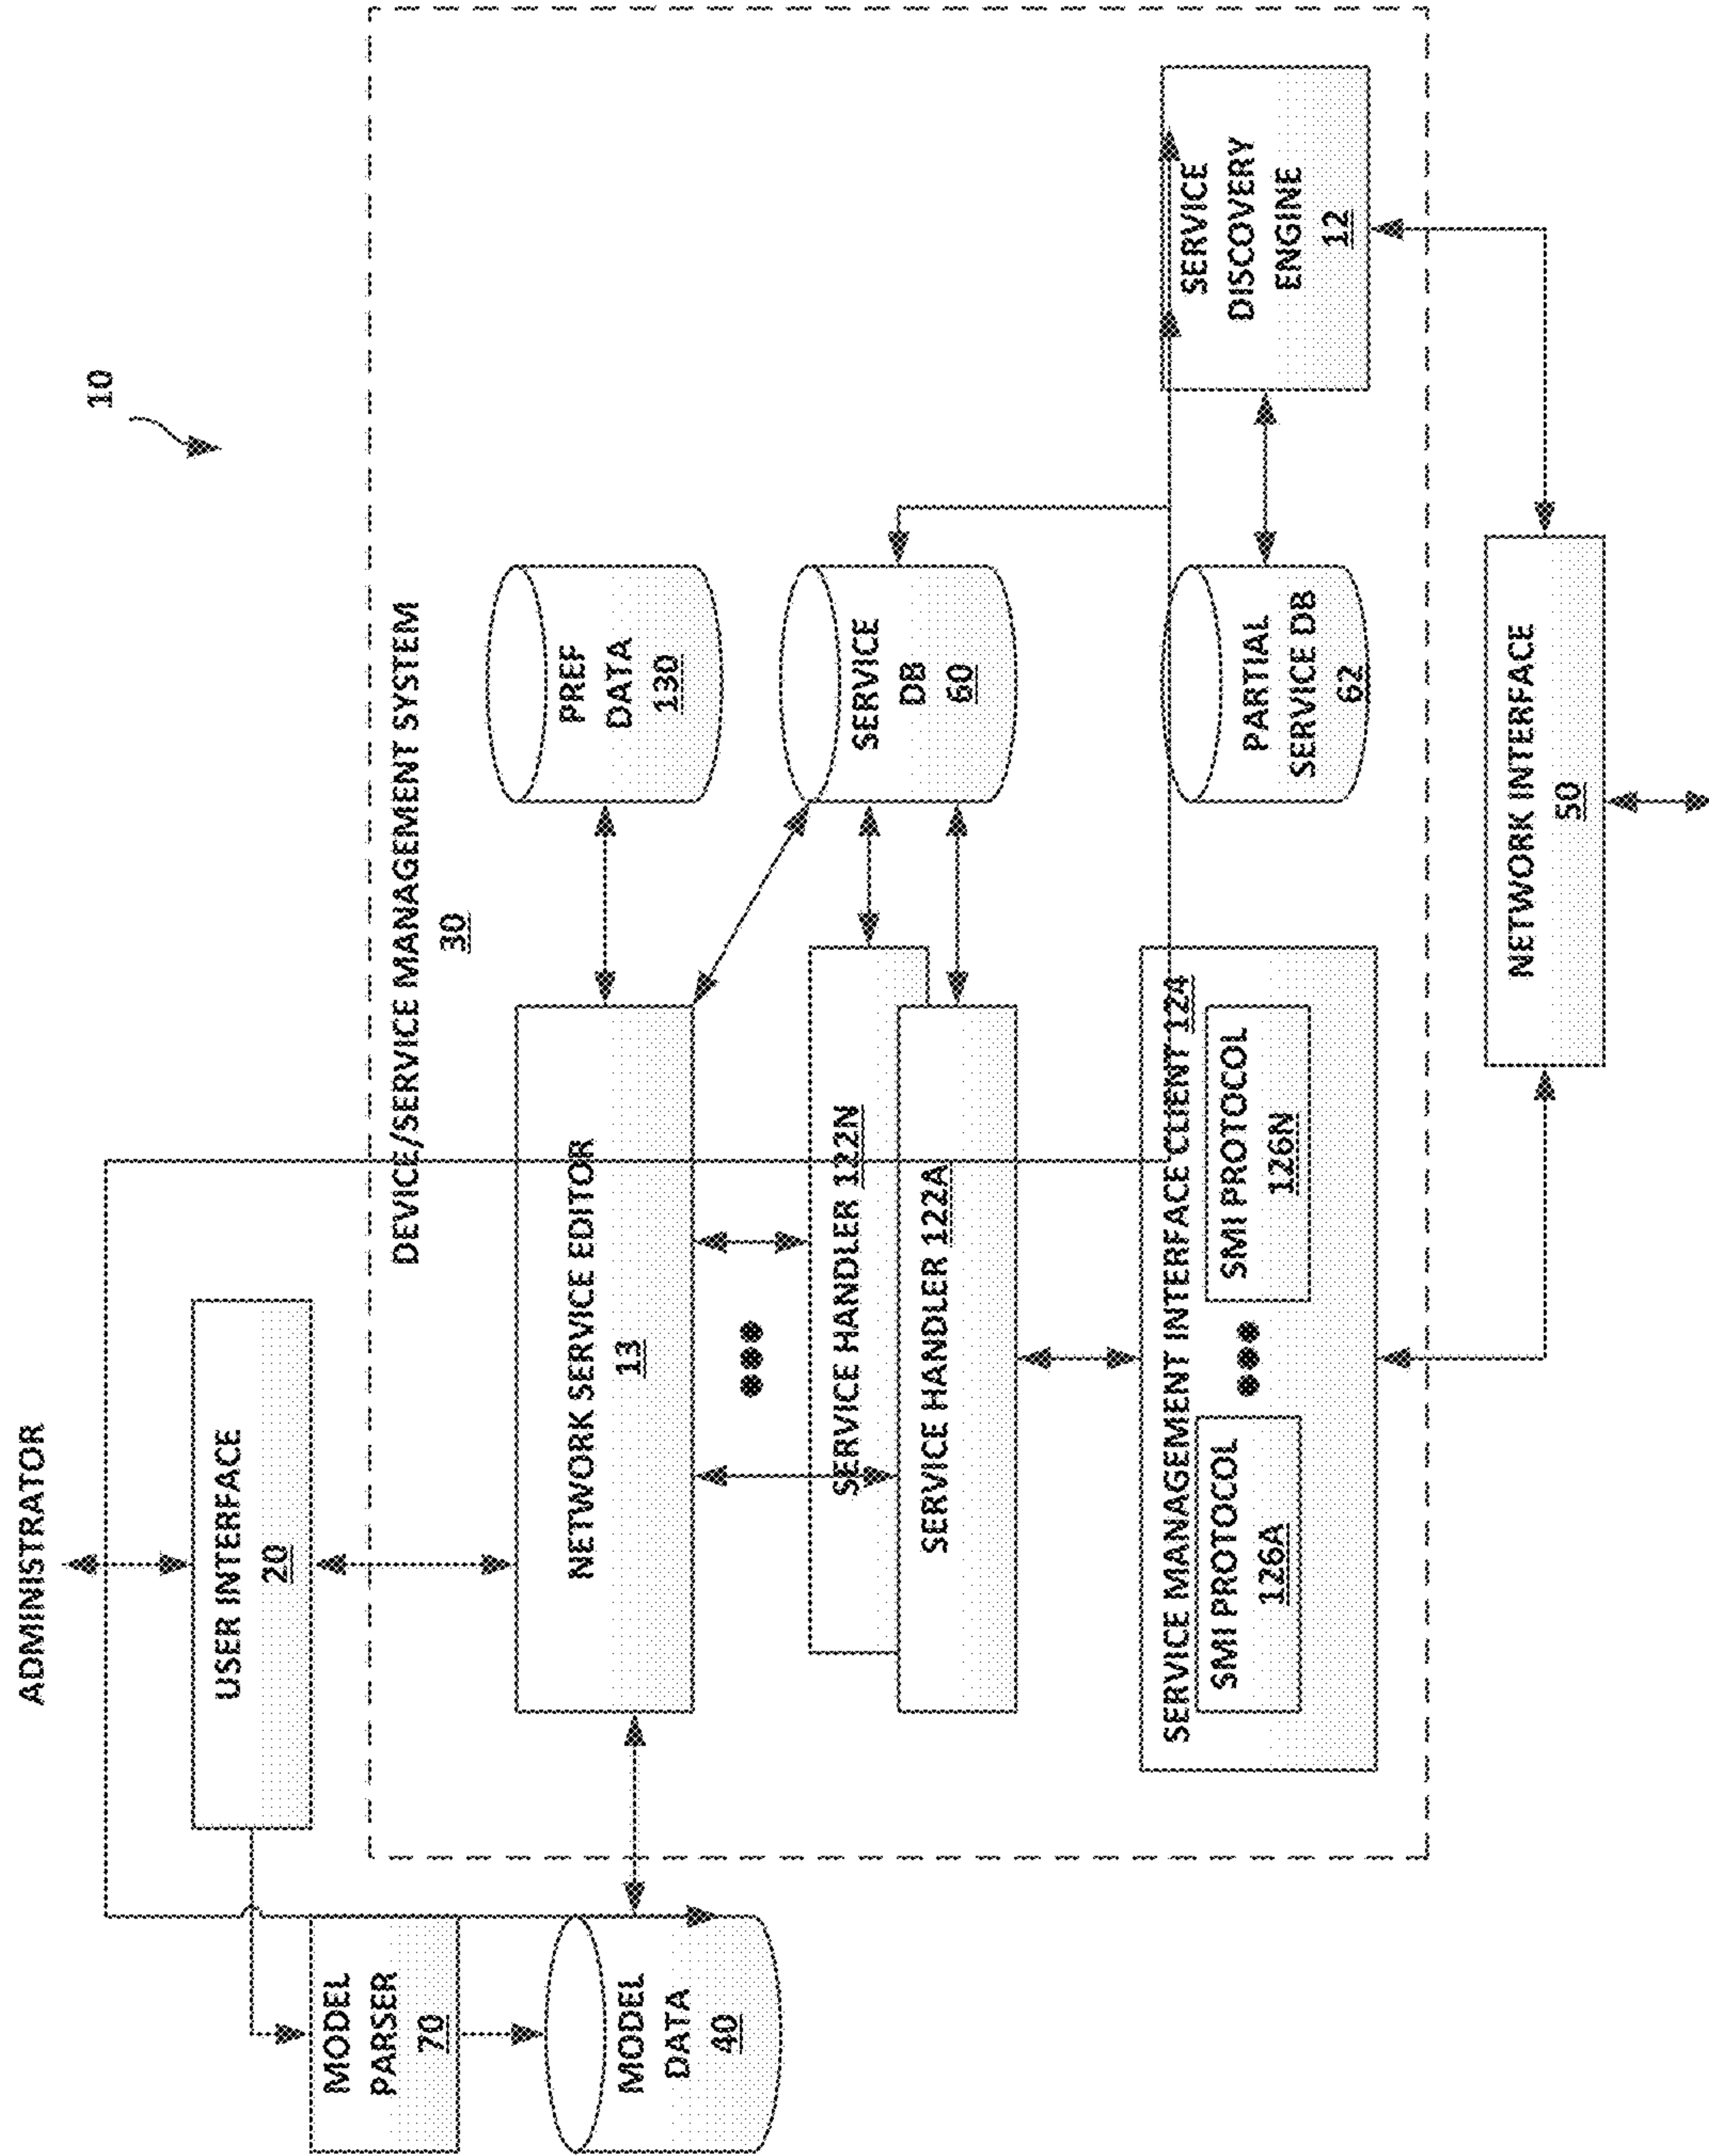 10
ADMINISTRATOR
USER INTERFACE
20
MODEL
PARSER
70
MODEL
DATA
40
DEVICE/SERVICE MANAGEMENT SYSTEM
30
NETWORK SERVICE EDITOR
13
PREF
DATA
130
SERVICE HANDLER 122N
SERVICE HANDLER 122A
SERVICE
DB
60
SERVICE MANAGEMENT INTERFACE CLIENT 124
SMI PROTOCOL
126A
SMI PROTOCOL
126N
PARTIAL
SERVICE DB
62
SERVICE
DISCOVERY
ENGINE
12
NETWORK INTERFACE
50